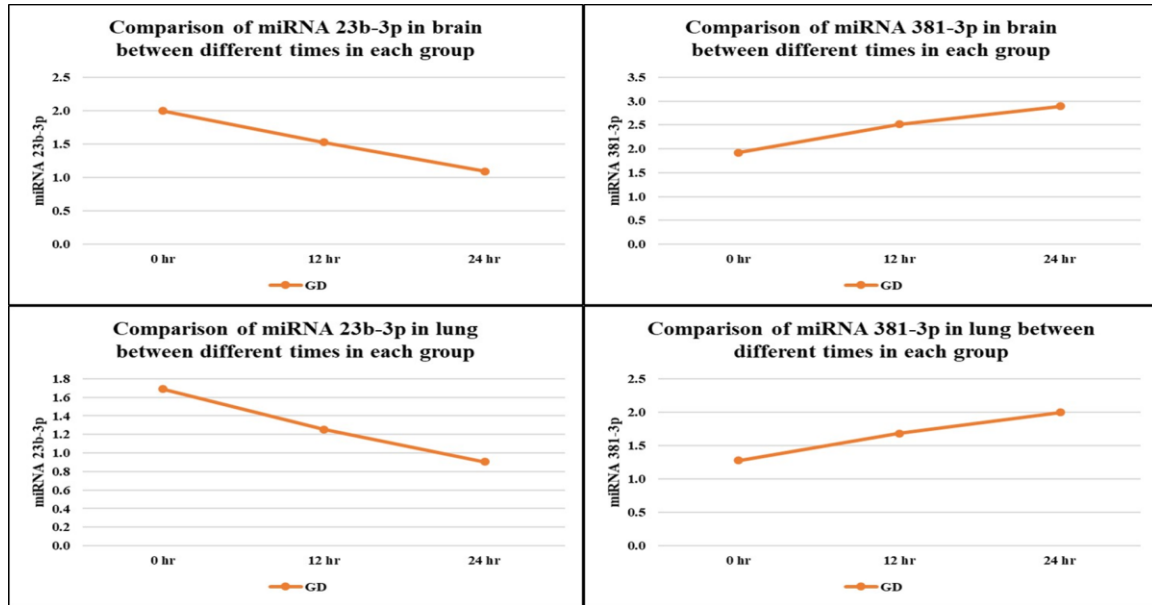 Comparison of miRNA 23b-3p in brain
between different times in each group
miRNA 23b-3p
2.5
2.0
1.5
1.0
0.5
0.0
0 hr 12 hr 24 hr
GD
Comparison of miRNA 381-3p in brain
between different times in each group
miRNA 381-3p
3.5
3.0
2.5
2.0
1.5
1.0
0.5
0.0
0 hr 12 hr 24 hr
GD
Comparison of miRNA 23b-3p in lung
between different times in each group
miRNA 23b-3p
1.8
1.6
1.4
1.2
1.0
0.8
0.6
0.4
0.2
0.0
0 hr 12 hr 24 hr
GD
Comparison of miRNA 381-3p in lung between
different times in each group
miRNA 381-3p
2.5
2.0
1.5
1.0
0.5
0.0
0 hr 12 hr 24 hr
GD